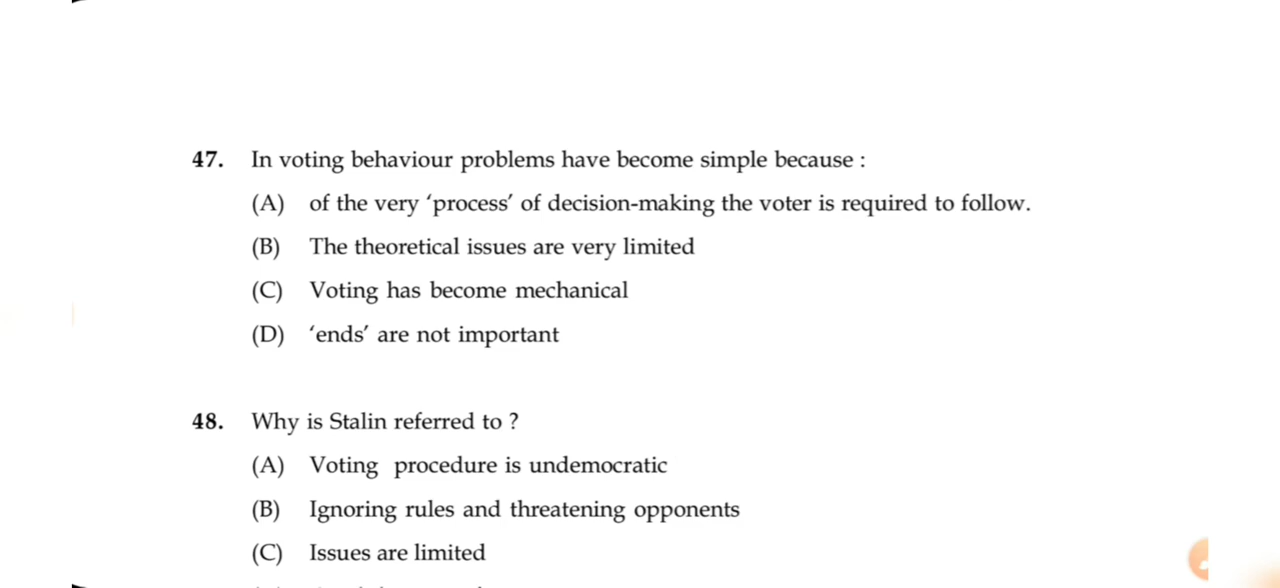 47. In voting behaviour problems have become simple because :
(A) of the very ‘process’ of decision-making the voter is required to follow.
(B) The theoretical issues are very limited
(C) Voting has become mechanical
(D) ‘ends’ are not important
48. Why is Stalin referred to ?
(A) Voting procedure is undemocratic
(B) Ignoring rules and threatening opponents
(C) Issues are limited